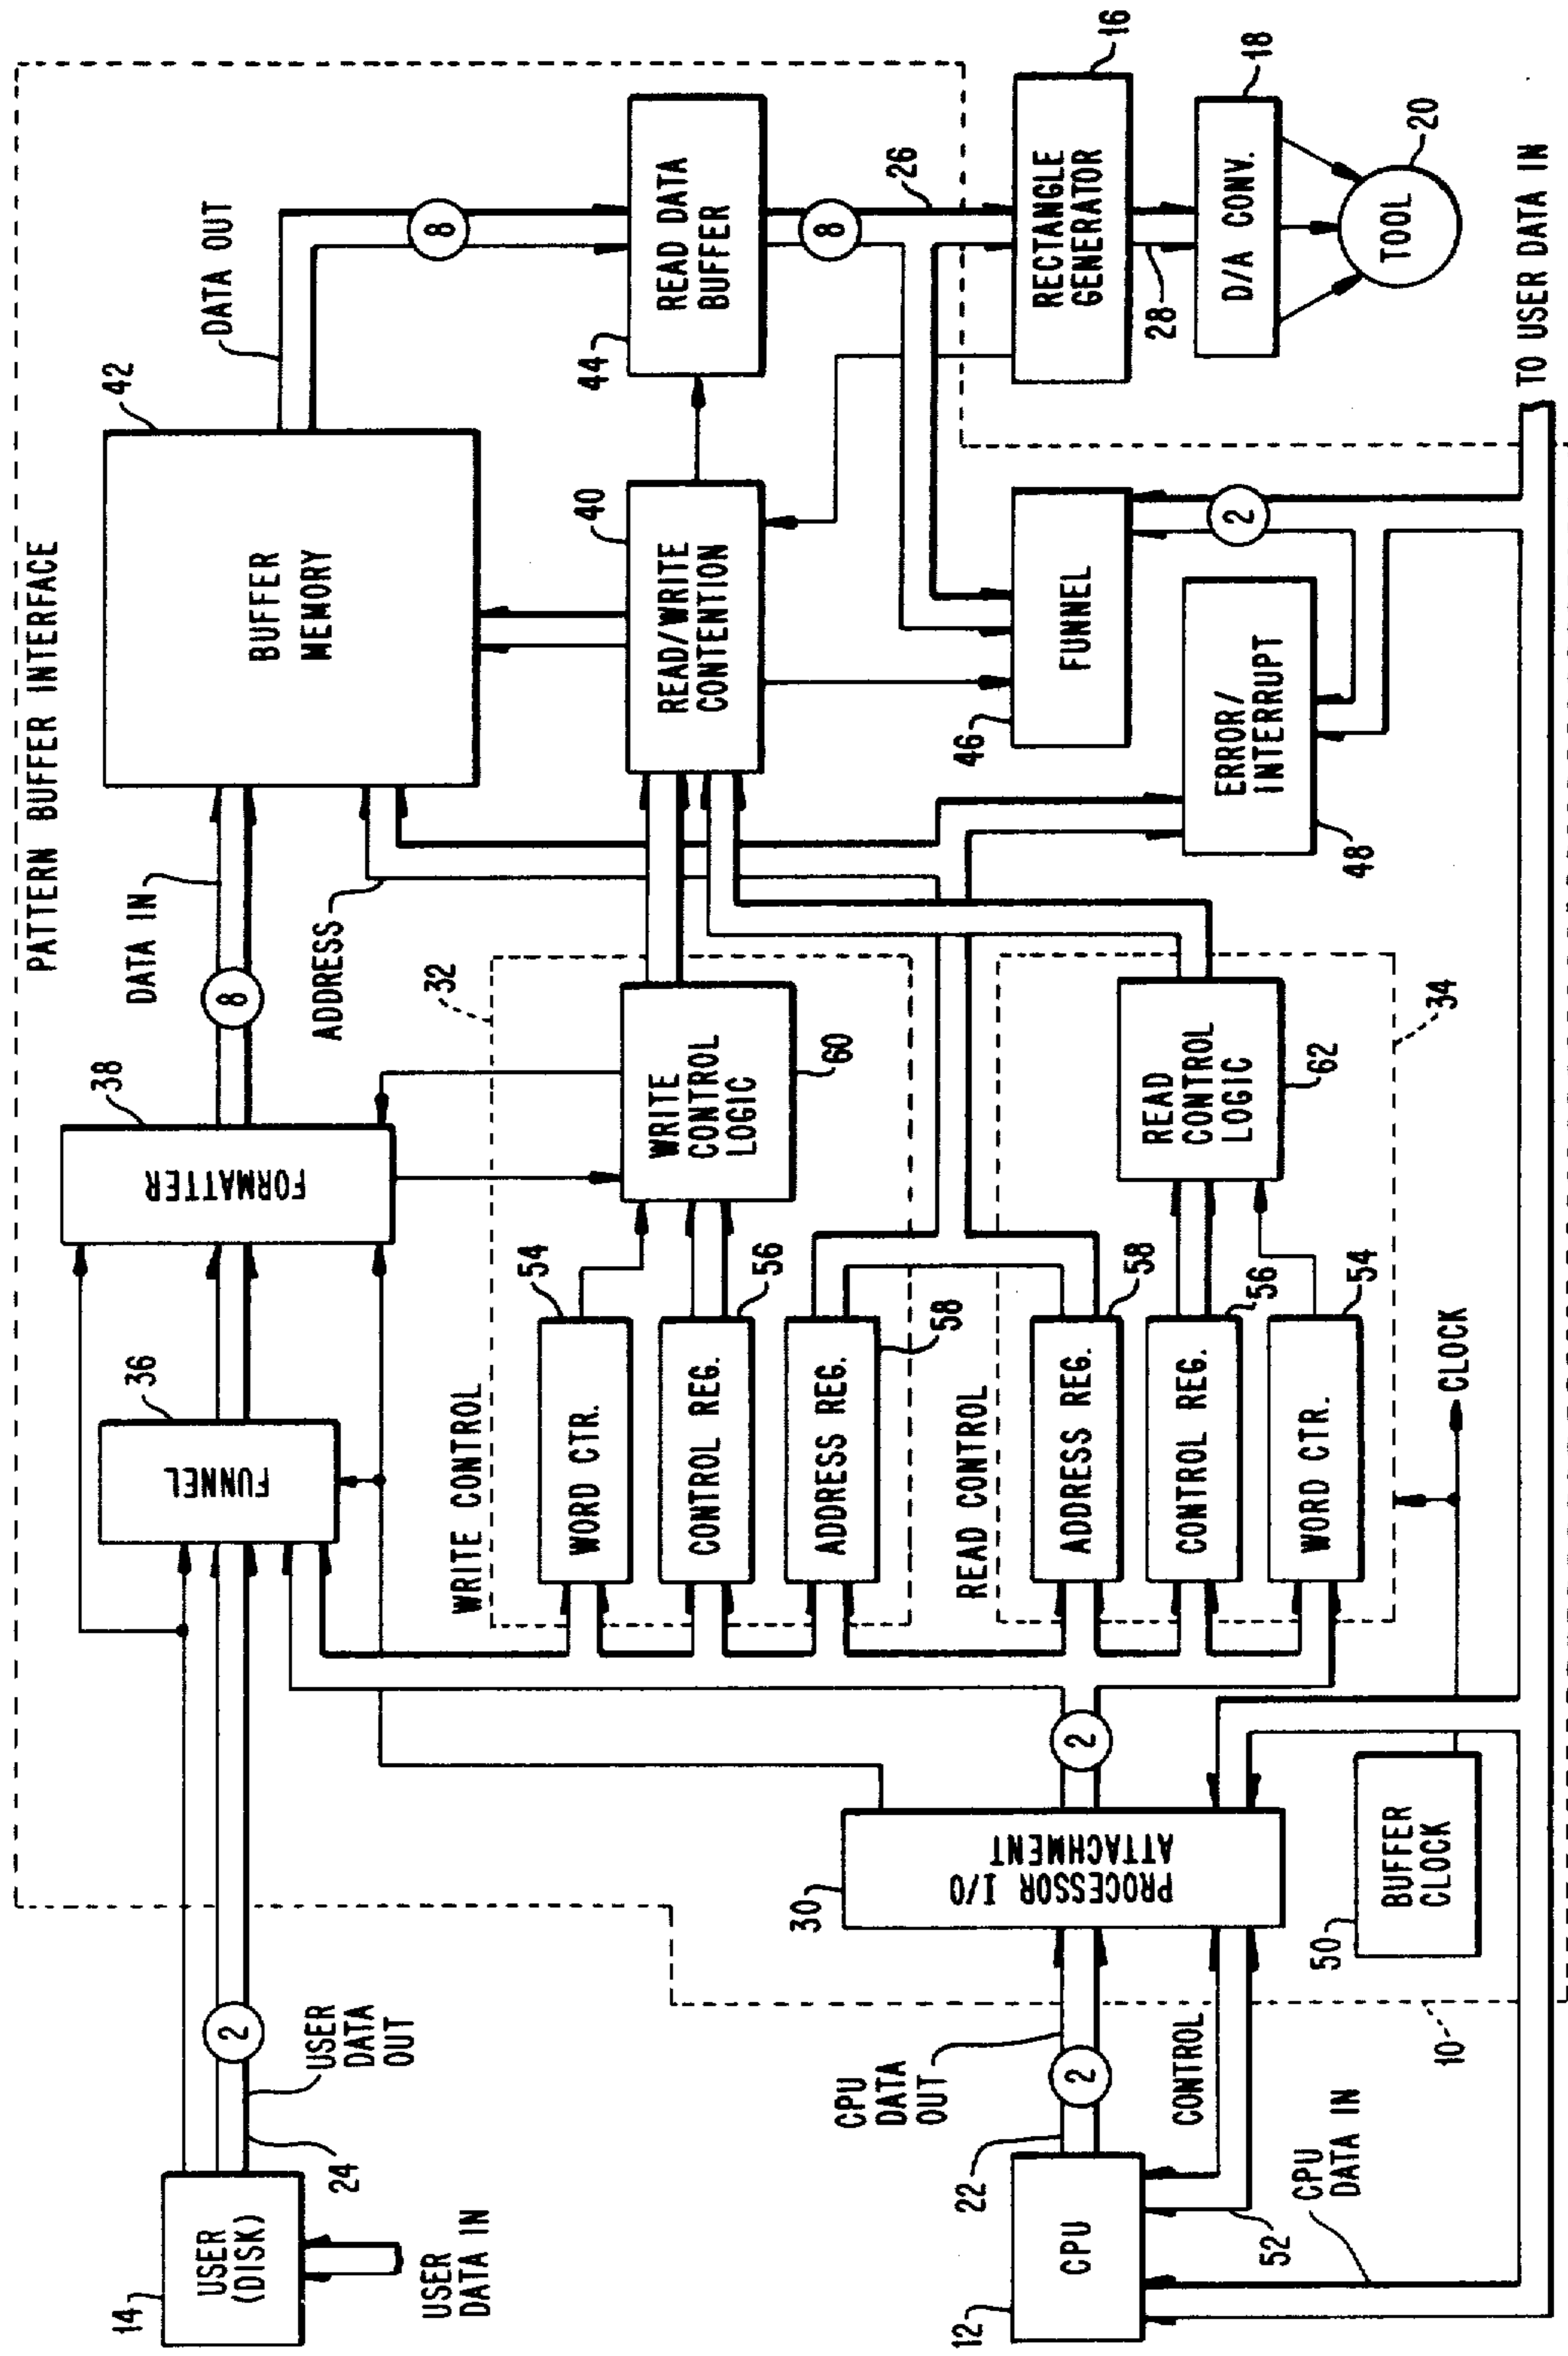 PATTERN BUFFER INTERFACE
14
USER
(DISK)
USER
DATA IN
24
2
USER
DATA
OUT
36
FUNNEL
38
FORMATTER
8
DATA IN
ADDRESS
42
BUFFER
MEMORY
DATA OUT
8
WRITE CONTROL
32
54
WORD CTR.
56
CONTROL REG.
58
ADDRESS REG.
WRITE
CONTROL
LOGIC
60
40
READ/WRITE
CONTENTION
44
READ DATA
BUFFER
8
26
READ CONTROL
34
58
ADDRESS REG.
56
CONTROL REG.
54
WORD CTR.
READ
CONTROL
LOGIC
62
46
FUNNEL
2
ERROR/
INTERRUPT
48
16
RECTANGLE
GENERATOR
28
18
D/A CONV.
20
TOOL
12
CPU
22
2
CPU
DATA
OUT
CONTROL
52
CPU
DATA IN
10
30
PROCESSOR I/O
ATTACHMENT
2
50
BUFFER
CLOCK
CLOCK
TO USER DATA IN